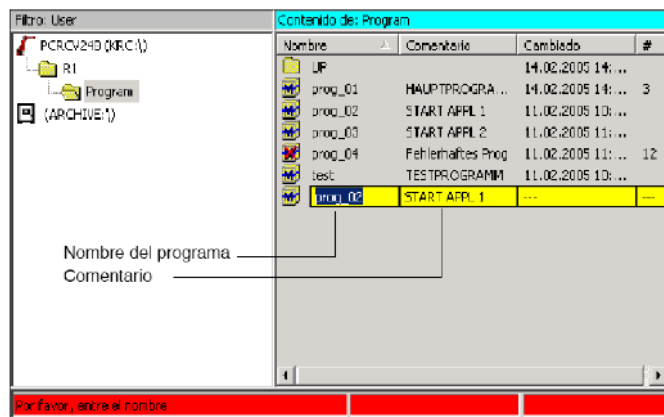 Filtro: User
Contenido de: Program
PCRCV24B (KRC:\)
R1
Program
(ARCHIVE:\)
Nombre Comentario Cambiado #
UP 14.02.2005 14:...
prog_01 HAUPTPROGRA... 14.02.2005 14:... 3
prog_02 START APPL 1 11.02.2005 10:...
prog_03 START APPL 2 11.02.2005 11:...
prog_04 Fehlerhaftes Prog 11.02.2005 11:... 12
test TESTPROGRAMM 11.02.2005 10:...
prog_02 START APPL 1 --- ---
Nombre del programa
Comentario
Por favor, entre el nombre